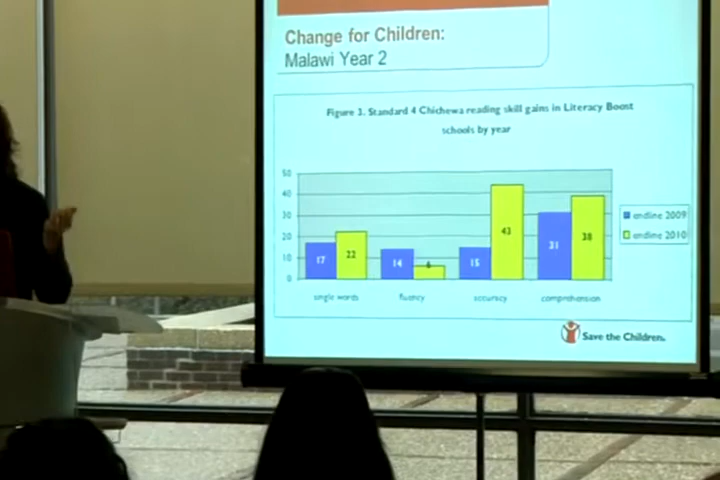 Change for Children:
Malawi Year 2
Figure 3. Standard 4 Chichewa reading skill gains in Literacy Boost
schools by year
50
40
30
20
10
0
17
22
14
6
15
43
31
38
single words
fluency
accuracy
comprehension
endline 2009
endline 2010
Save the Children.